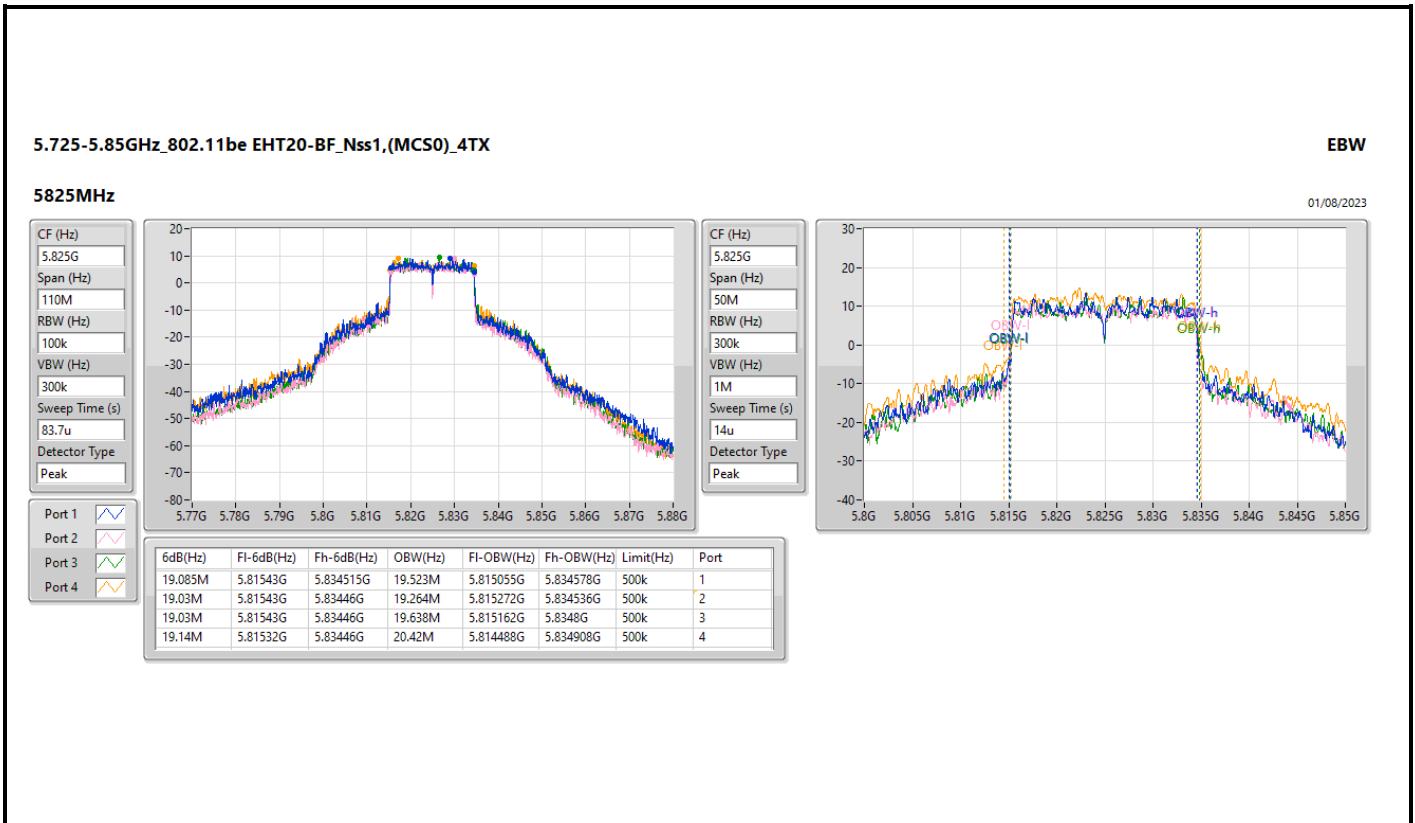 5.725-5.85GHz_802.11be EHT20-BF_Nss1,(MCS0)_4TX
EBW
5825MHz
01/08/2023
CF (Hz)
5.825G
Span (Hz)
110M
RBW (Hz)
100k
VBW (Hz)
300k
Sweep Time (s)
83.7u
Detector Type
Peak
20
10
0
-10
-20
-30
-40
-50
-60
-70
-80
5.77G 5.78G 5.79G 5.8G 5.81G 5.82G 5.83G 5.84G 5.85G 5.86G 5.87G 5.88G
CF (Hz)
5.825G
Span (Hz)
50M
RBW (Hz)
300k
VBW (Hz)
1M
Sweep Time (s)
14u
Detector Type
Peak
30
20
10
0
-10
-20
-30
-40
OBW-l
OBW-l
OBW-l
OBW-h
OBW-h
5.8G 5.805G 5.81G 5.815G 5.82G 5.825G 5.83G 5.835G 5.84G 5.845G 5.85G
Port 1
Port 2
Port 3
Port 4
6dB(Hz) Fl-6dB(Hz) Fh-6dB(Hz) OBW(Hz) Fl-OBW(Hz) Fh-OBW(Hz) Limit(Hz) Port
19.085M 5.81543G 5.834515G 19.523M 5.815055G 5.834578G 500k 1
19.03M 5.81543G 5.83446G 19.264M 5.815272G 5.834536G 500k 2
19.03M 5.81543G 5.83446G 19.638M 5.815162G 5.8348G 500k 3
19.14M 5.81532G 5.83446G 20.42M 5.814488G 5.834908G 500k 4